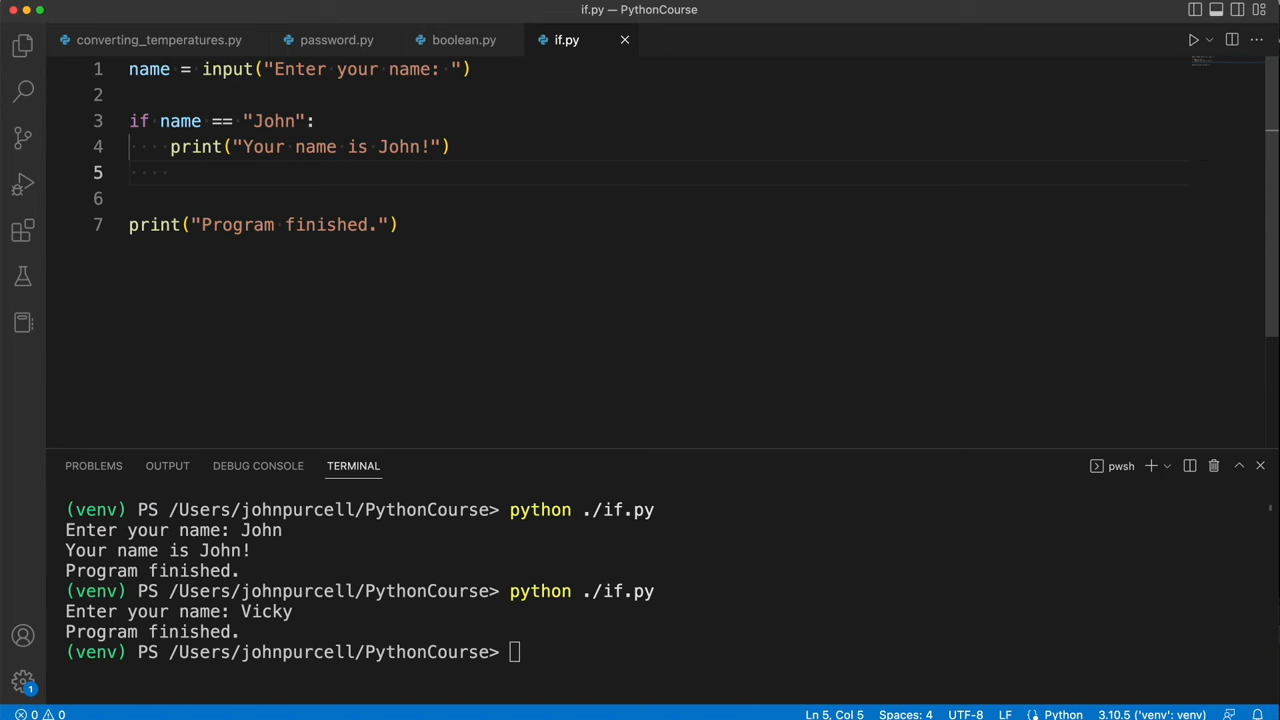 if.py — PythonCourse
converting_temperatures.py password.py boolean.py if.py
1 name = input("Enter your name: ")
2
3 if name == "John":
4 print("Your name is John!")
5
6
7 print("Program finished.")
PROBLEMS OUTPUT DEBUG CONSOLE TERMINAL pwsh
(venv) PS /Users/johnpurcell/PythonCourse> python ./if.py
Enter your name: John
Your name is John!
Program finished.
(venv) PS /Users/johnpurcell/PythonCourse> python ./if.py
Enter your name: Vicky
Program finished.
(venv) PS /Users/johnpurcell/PythonCourse>
1
0 0 Ln 5, Col 5 Spaces: 4 UTF-8 LF Python 3.10.5 ('venv': venv)